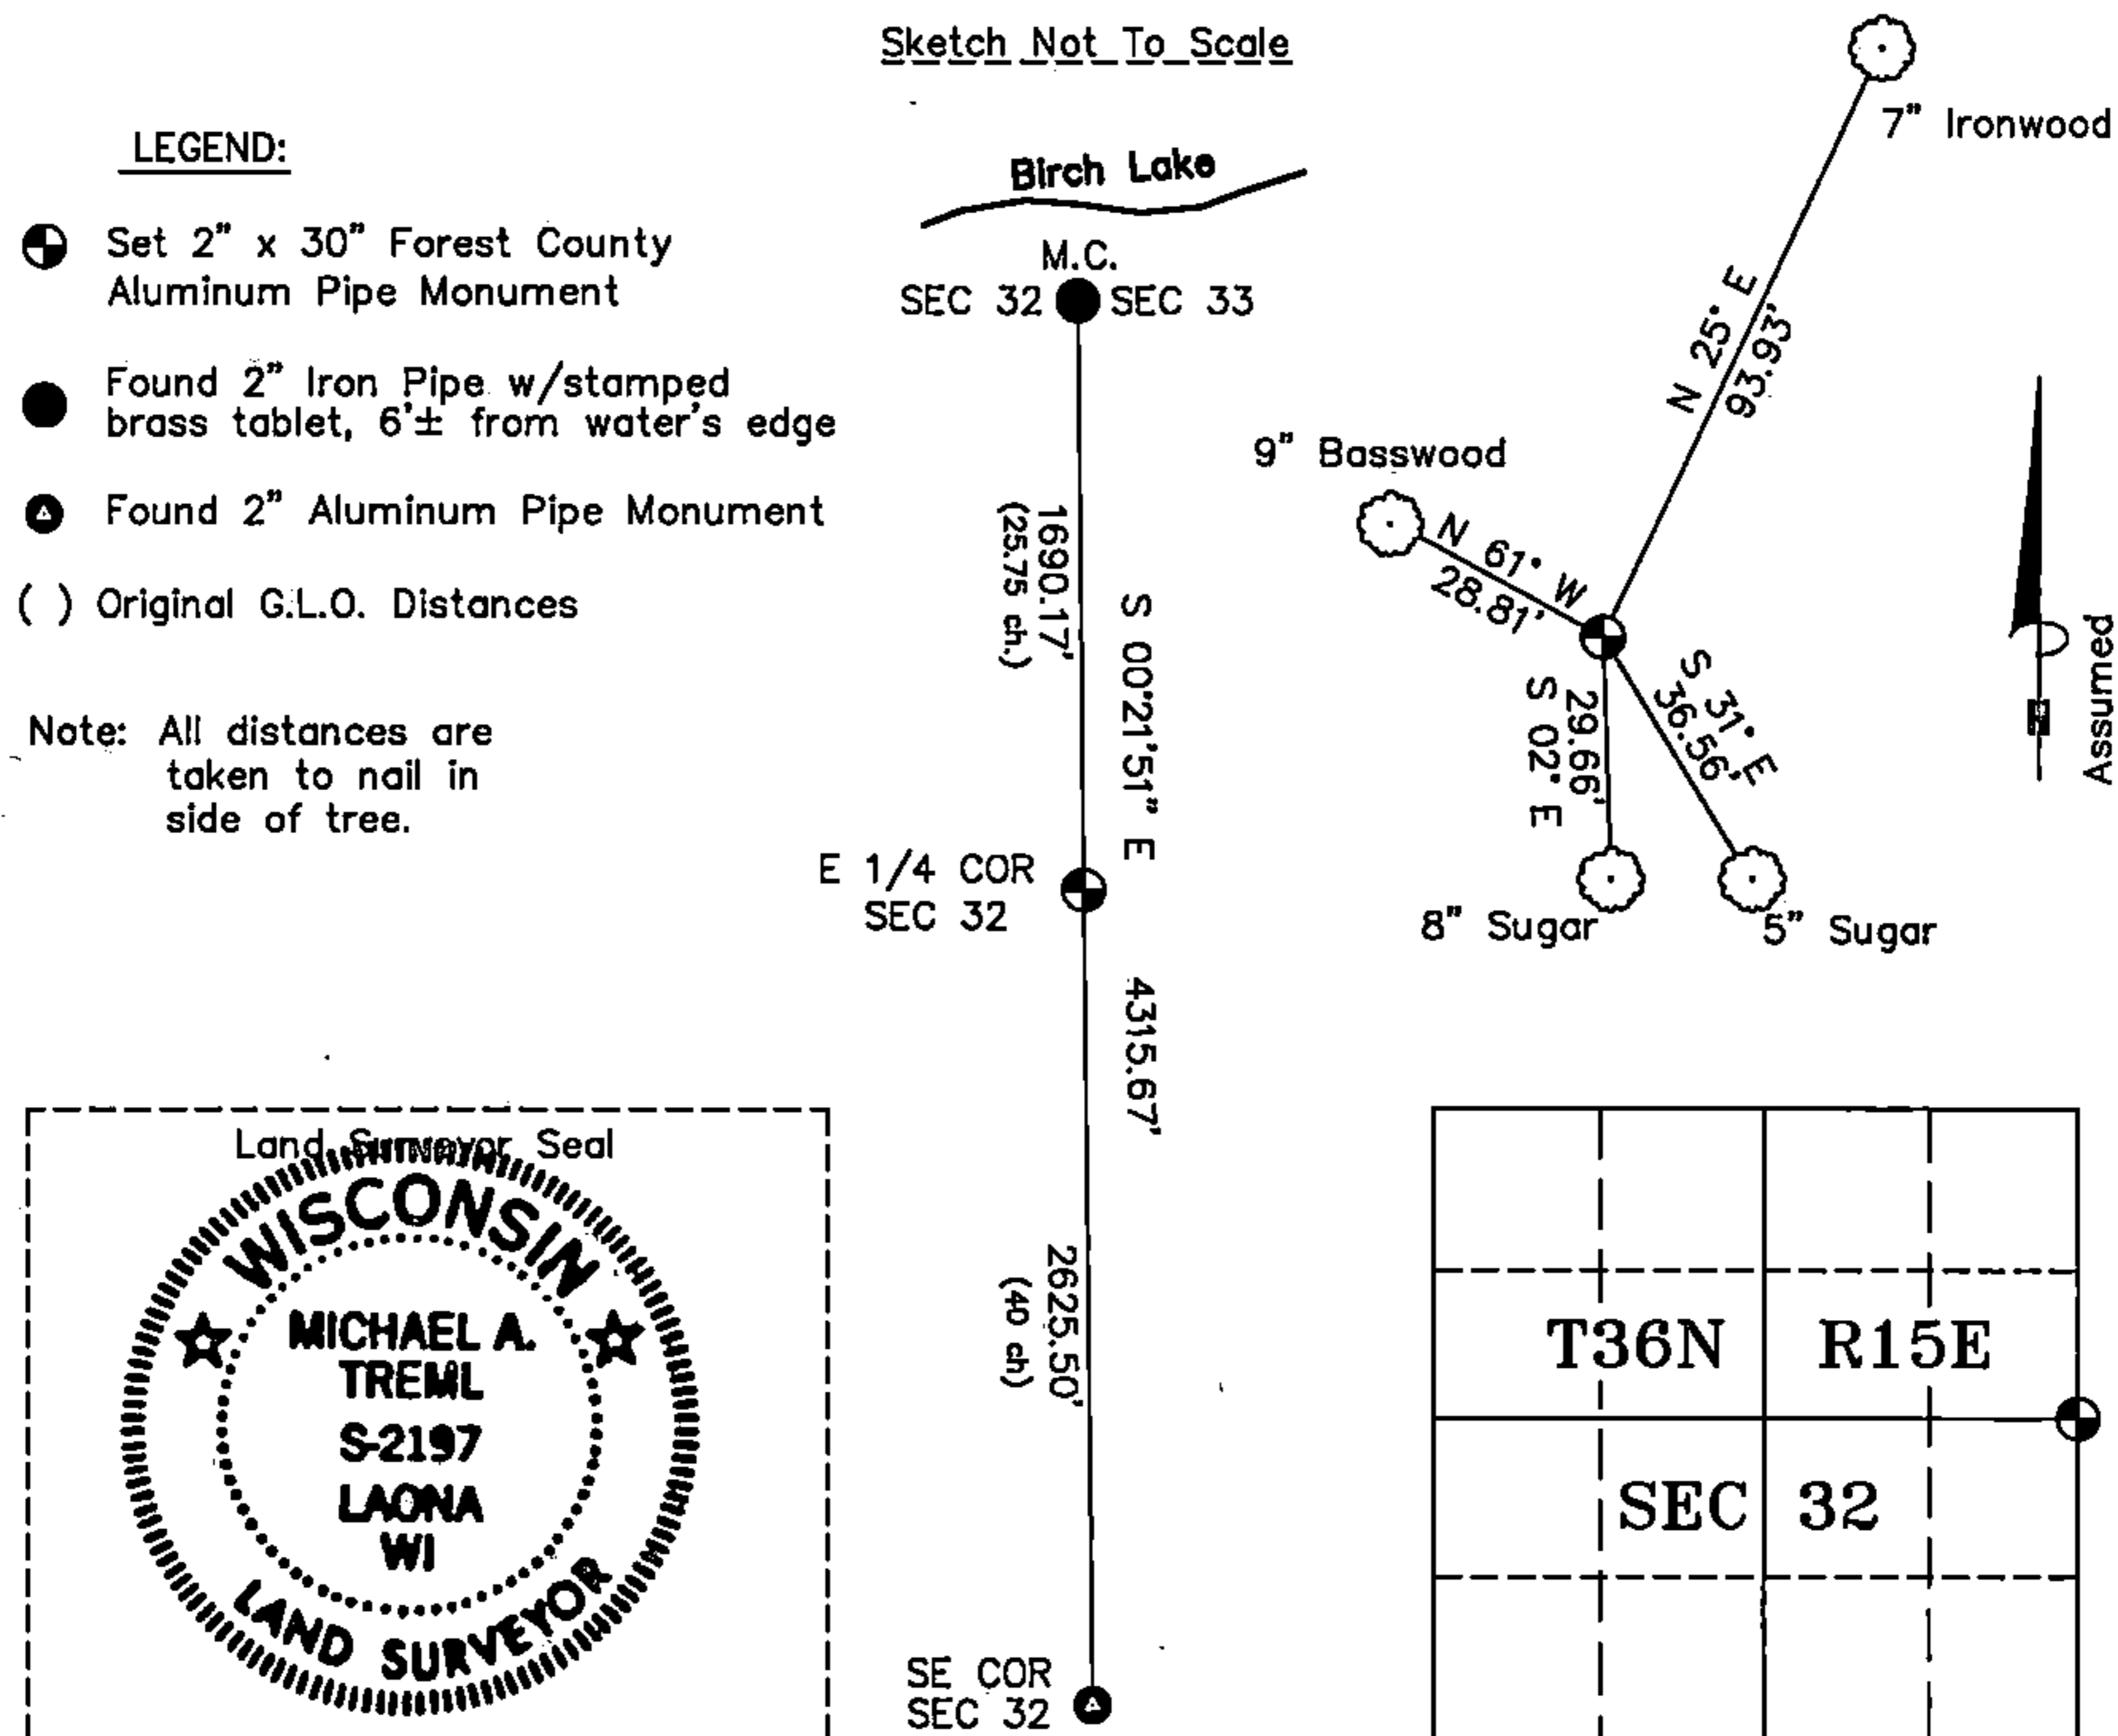 Sketch Not To Scale
LEGEND:
Set 2" x 30" Forest County
Aluminum Pipe Monument
Found 2" Iron Pipe w/stamped
brass tablet, 6'± from water's edge
Found 2" Aluminum Pipe Monument
( ) Original G.L.O. Distances
Note: All distances are
taken to nail in
side of tree.
Birch Lake
M.C.
SEC 32
SEC 33
1690.17'
(25.75 ch.)
S 00°21'51" E
E 1/4 COR
SEC 32
4315.67'
2625.50'
(40 ch)
SE COR
SEC 32
7" Ironwood
N 25° E
93.93'
9" Basswood
N 61° W
28.81'
S 31° E
36.56'
29.66'
S 02° E
8" Sugar
5" Sugar
N
Assumed
Land Surveyor Seal
WISCONSIN
MICHAEL A.
TREML
S-2197
LAONA
WI
LAND SURVEYOR
T36N R15E
SEC 32